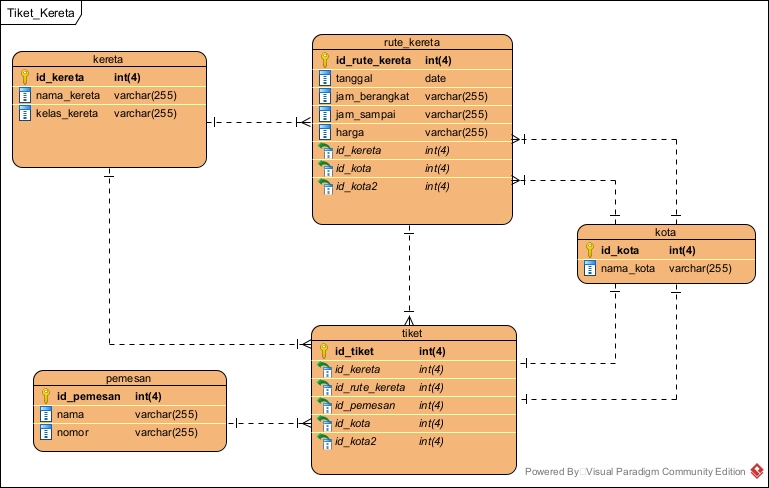 Tiket_Kereta
kereta
id_kereta int(4)
nama_kereta varchar(255)
kelas_kereta varchar(255)
rute_kereta
id_rute_kereta int(4)
tanggal date
jam_berangkat varchar(255)
jam_sampai varchar(255)
harga varchar(255)
id_kereta int(4)
id_kota int(4)
id_kota2 int(4)
kota
id_kota int(4)
nama_kota varchar(255)
tiket
id_tiket int(4)
id_kereta int(4)
id_rute_kereta int(4)
id_pemesan int(4)
id_kota int(4)
id_kota2 int(4)
pemesan
id_pemesan int(4)
nama varchar(255)
nomor varchar(255)
Powered By Visual Paradigm Community Edition